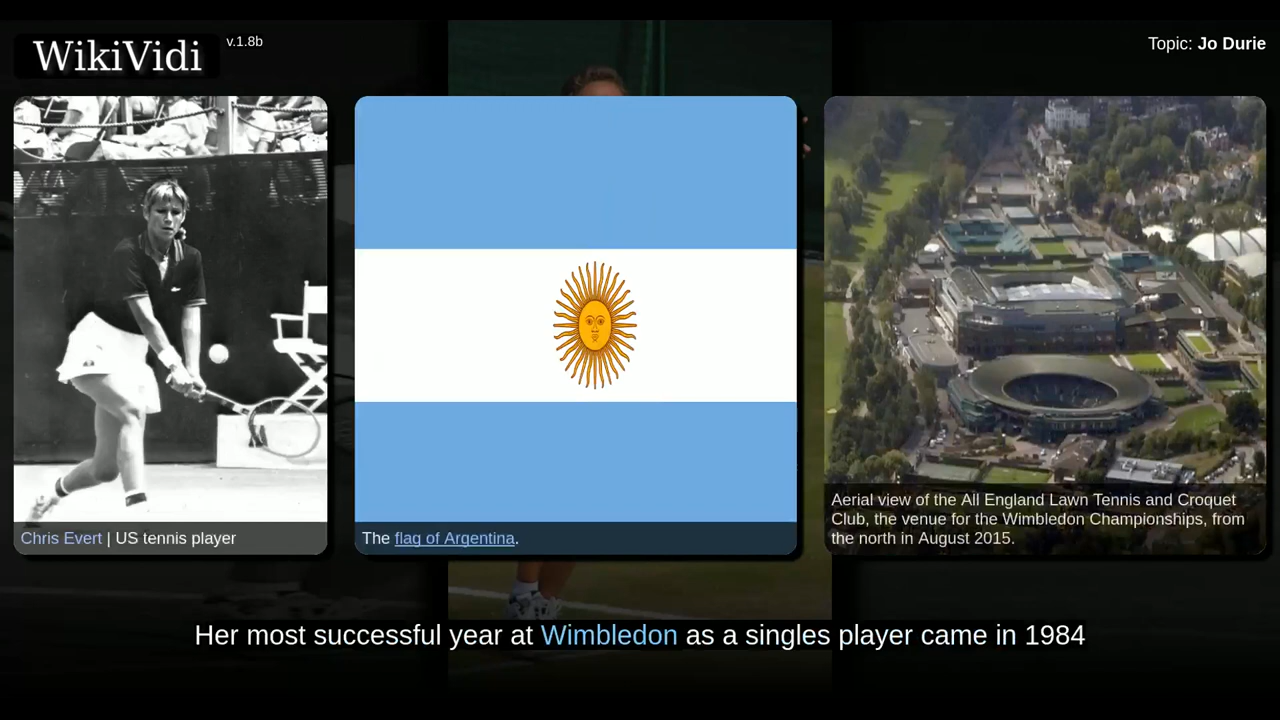 WikiVidi
v.1.8b
Topic: Jo Durie
Chris Evert | US tennis player
The flag of Argentina.
Aerial view of the All England Lawn Tennis and Croquet
Club, the venue for the Wimbledon Championships, from
the north in August 2015.
Her most successful year at Wimbledon as a singles player came in 1984